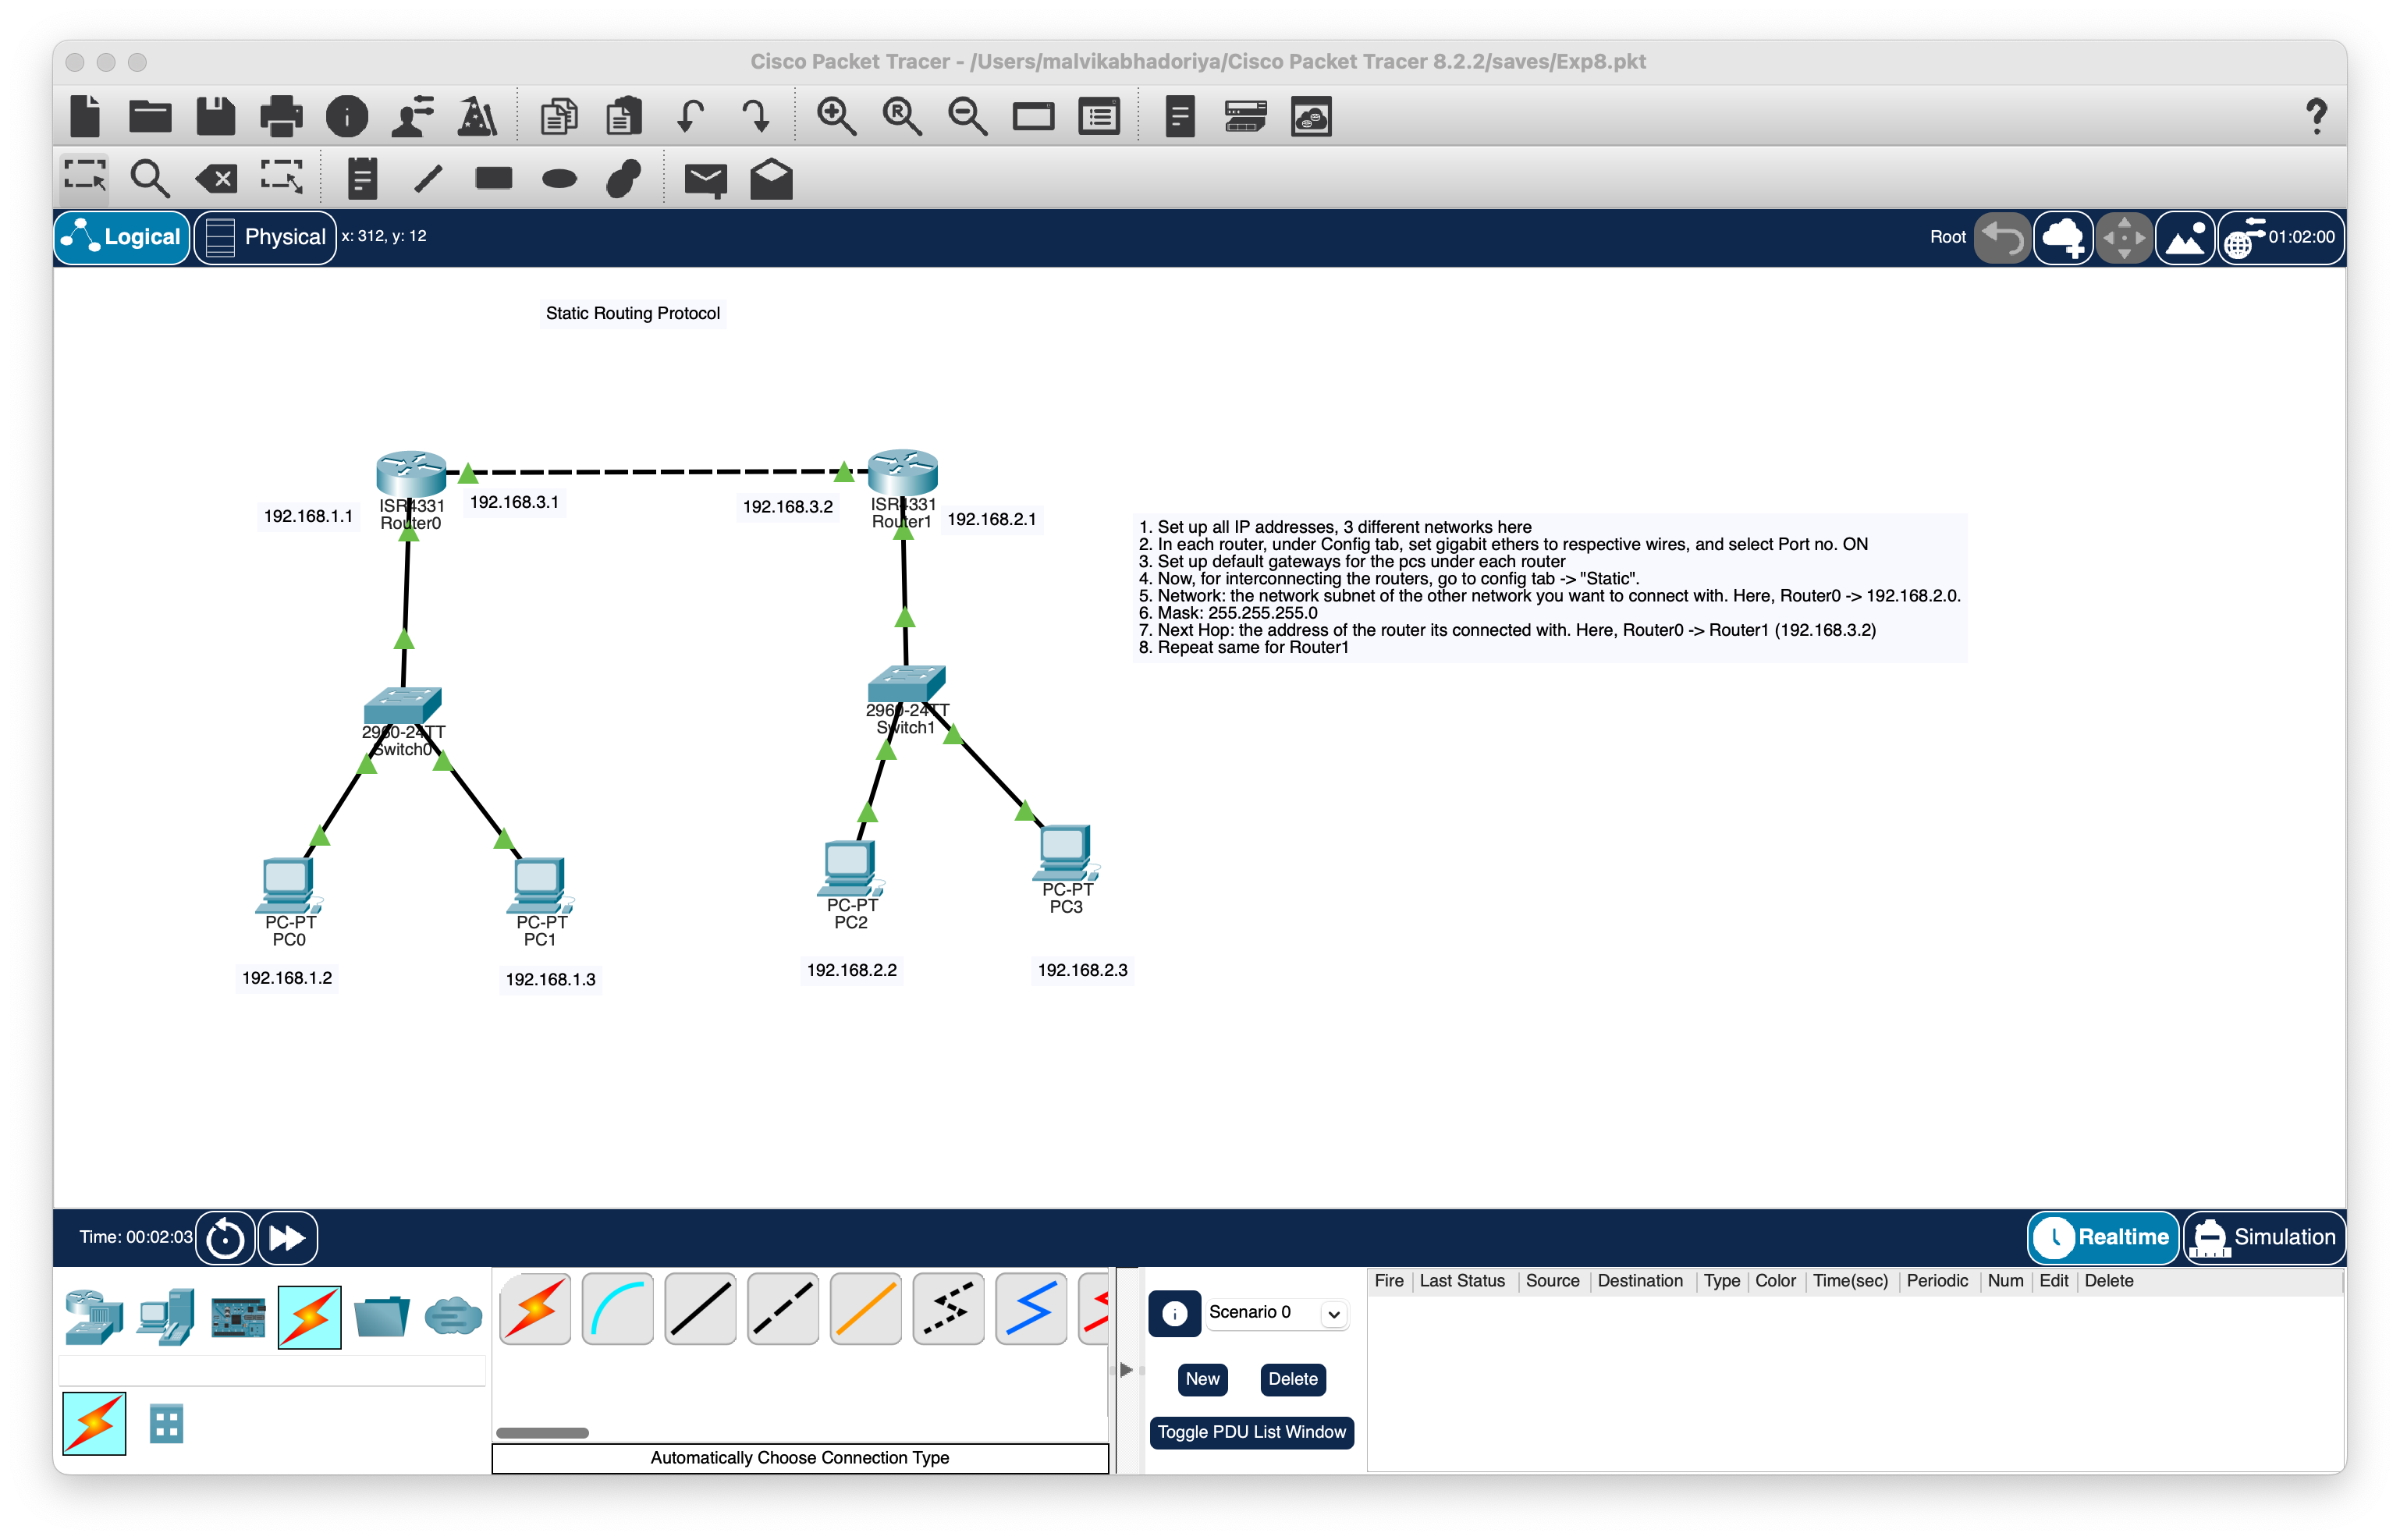 Cisco Packet Tracer - /Users/malvikabhadoriya/Cisco Packet Tracer 8.2.2/saves/Exp8.pkt
Logical
Physical
x: 312, y: 12
Root
01:02:00
Static Routing Protocol
192.168.1.1
ISR4331
Router0
192.168.3.1
192.168.3.2
ISR4331
Router1
192.168.2.1
1. Set up all IP addresses, 3 different networks here
2. In each router, under Config tab, set gigabit ethers to respective wires, and select Port no. ON
3. Set up default gateways for the pcs under each router
4. Now, for interconnecting the routers, go to config tab -> "Static".
5. Network: the network subnet of the other network you want to connect with. Here, Router0 -> 192.168.2.0.
6. Mask: 255.255.255.0
7. Next Hop: the address of the router its connected with. Here, Router0 -> Router1 (192.168.3.2)
8. Repeat same for Router1
2960-24TT
Switch0
2960-24TT
Switch1
PC-PT
PC0
PC-PT
PC1
PC-PT
PC2
PC-PT
PC3
192.168.1.2
192.168.1.3
192.168.2.2
192.168.2.3
Time: 00:02:03
Realtime
Simulation
Scenario 0
New
Delete
Toggle PDU List Window
Fire Last Status Source Destination Type Color Time(sec) Periodic Num Edit Delete
Automatically Choose Connection Type